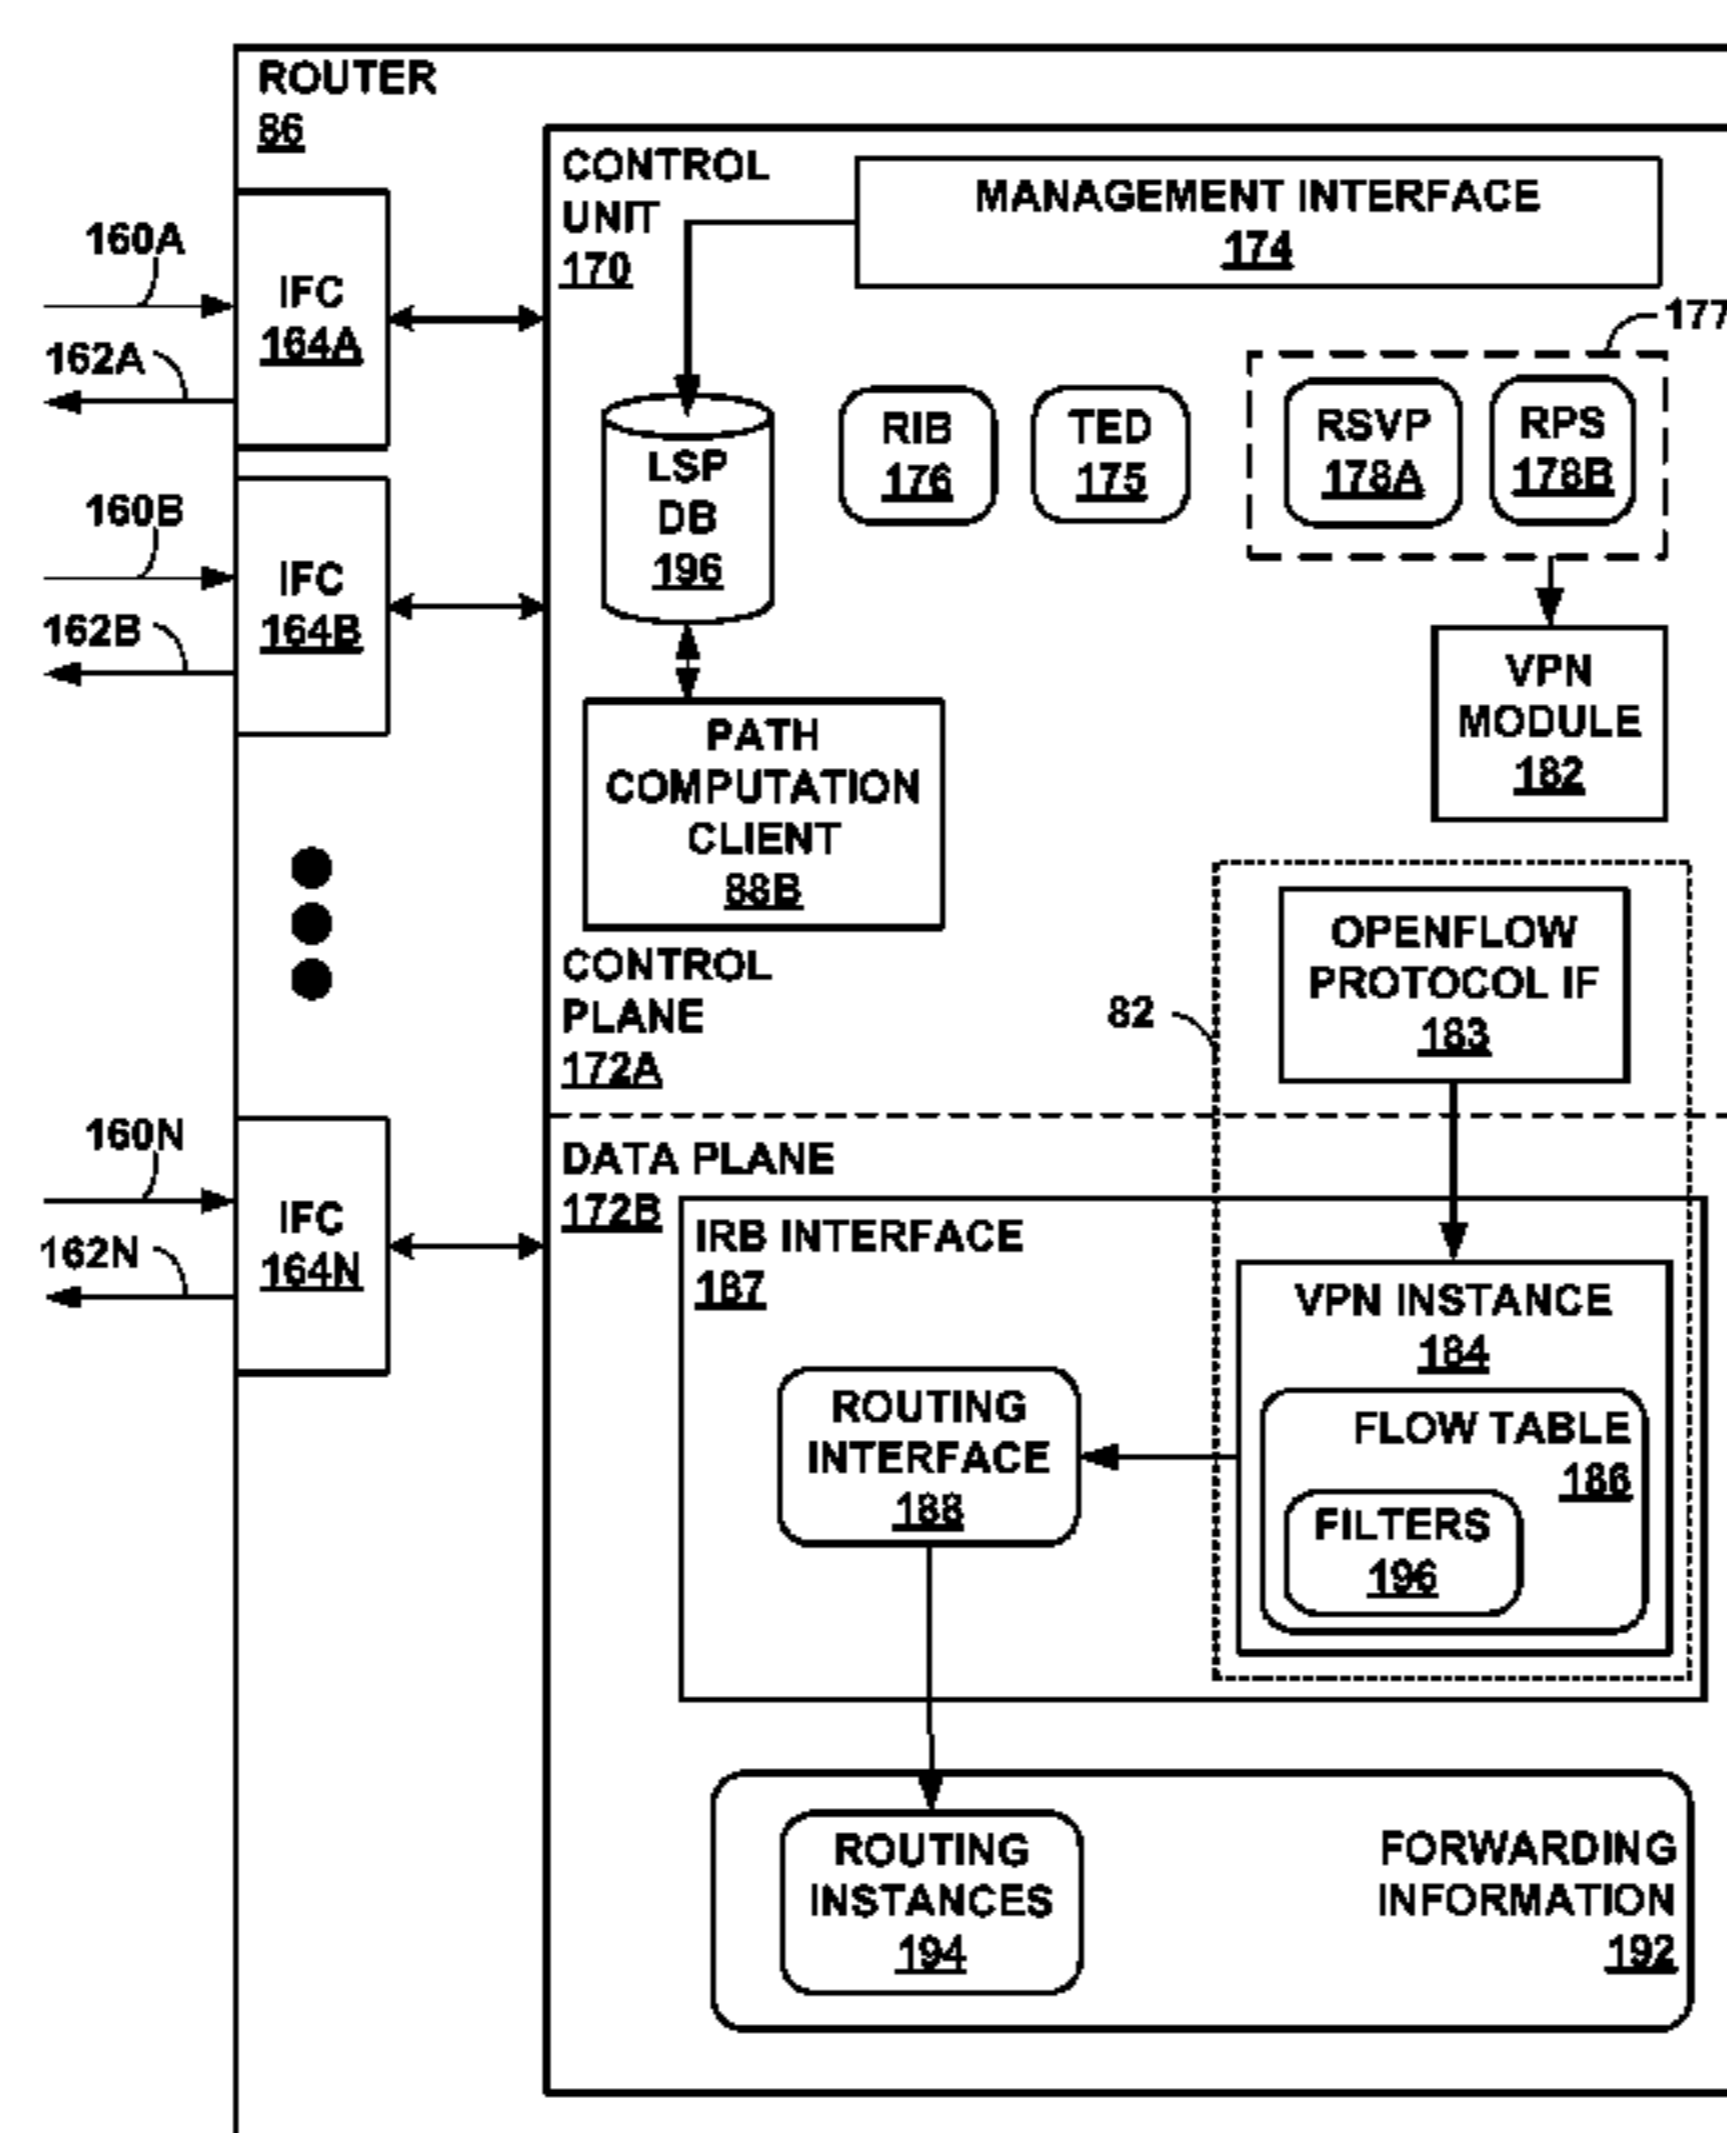 ROUTER
86
CONTROL
UNIT
170
MANAGEMENT INTERFACE
174
177
160A
162A
IFC
164A
LSP
DB
196
RIB
176
TED
175
RSVP
178A
RPS
178B
160B
162B
IFC
164B
VPN
MODULE
182
PATH
COMPUTATION
CLIENT
88B
CONTROL
PLANE
172A
82
OPENFLOW
PROTOCOL IF
183
160N
162N
IFC
164N
DATA PLANE
172B
IRB INTERFACE
187
VPN INSTANCE
184
FLOW TABLE
186
FILTERS
196
ROUTING
INTERFACE
188
ROUTING
INSTANCES
194
FORWARDING
INFORMATION
192